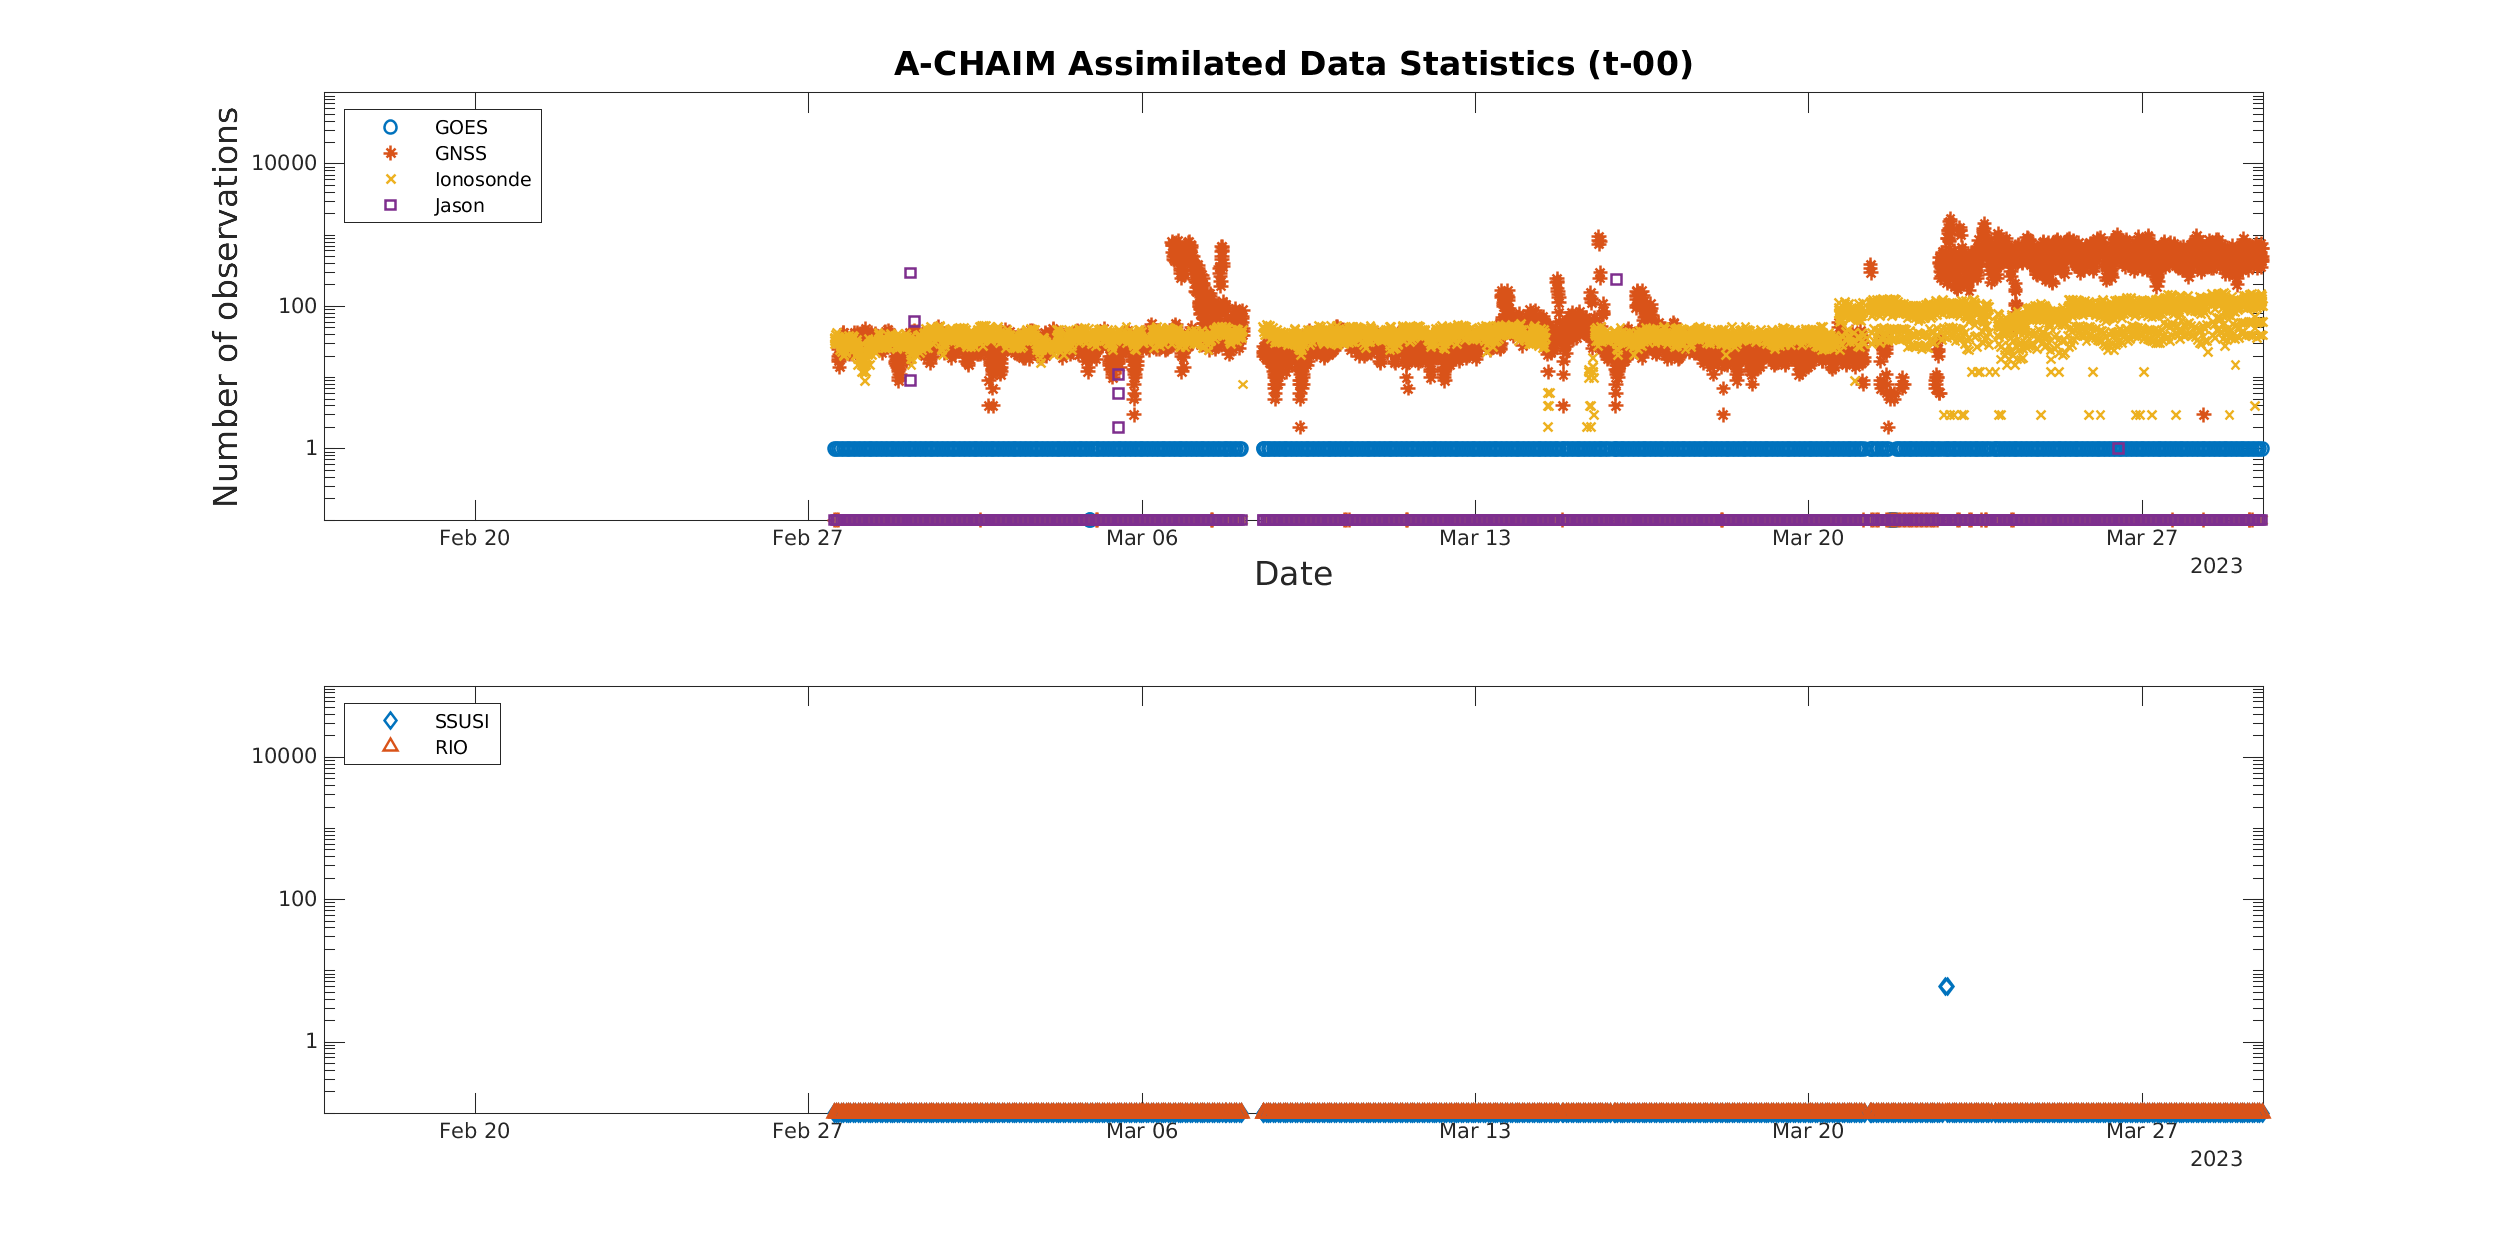 A-CHAIM Assimilated Data Statistics (t-00)
Number of observations
10000
100
1
GOES
GNSS
Ionosonde
Jason
Feb 20
Feb 27
Mar 06
Mar 13
Mar 20
Mar 27
2023
Date
10000
100
1
SSUSI
RIO
Feb 20
Feb 27
Mar 06
Mar 13
Mar 20
Mar 27
2023